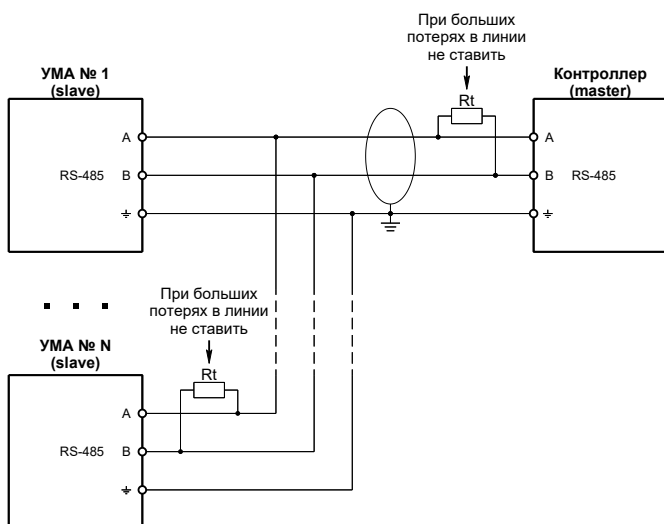 При больших
потерях в линии
не ставить
УМА № 1
(slave)
Контроллер
(master)
Rt
A
A
RS-485
B
B
RS-485
При больших
потерях в линии
не ставить
УМА № N
(slave)
Rt
A
RS-485
B